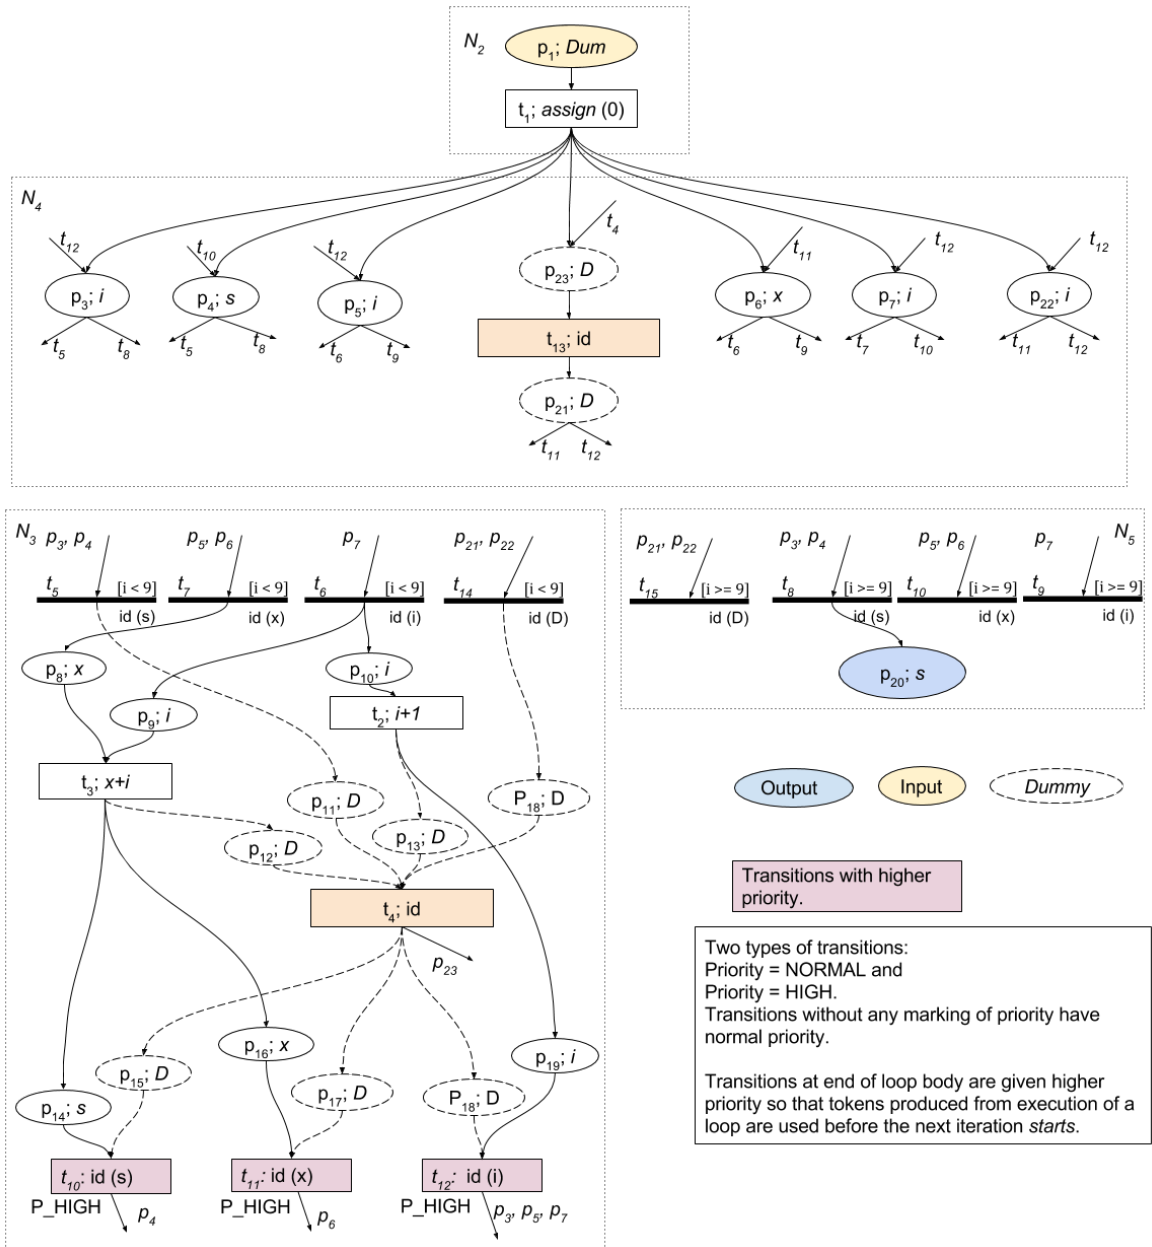 N2
p1; Dum
t1; assign (0)
N4
t12 t10 t12 t4 t11 t12 t12
p3; i p4; s p5; i p23; D p6; x p7; i p22; i
t5 t8 t5 t8 t6 t9 t6 t9 t7 t10 t11 t12
t13; id
p21; D
t11 t12
N3 p3, p4 p5, p6 p7 p21, p22
t5 [i < 9] t7 [i < 9] t6 [i < 9] t14 [i < 9]
id (s) id (x) id (i) id (D)
p21, p22 p3, p4 p5, p6 p7 N5
t15 [i >= 9] t8 [i >= 9] t10 [i >= 9] t9 [i >= 9]
id (D) id (s) id (x) id (i)
p20; s
p8; x p10; i
p9; i t2; i+1
t3; x+i
p11; D P18; D
p12; D p13; D
t4; id
p23
p16; x p19; i
p15; D p17; D P18; D
p14; s
t10: id (s) t11: id (x) t12: id (i)
P_HIGH P_HIGH P_HIGH
p4 p6 p3, p5, p7
Output Input Dummy
Transitions with higher
priority.
Two types of transitions:
Priority = NORMAL and
Priority = HIGH.
Transitions without any marking of priority have
normal priority.
Transitions at end of loop body are given higher
priority so that tokens produced from execution of a
loop are used before the next iteration starts.